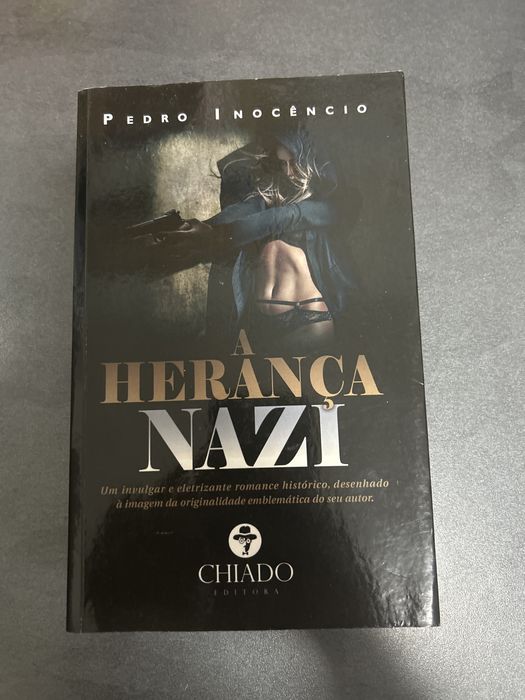 PEDRO INOCÊNCIO
A
HERANÇA
NAZI
Um invulgar e eletrizante romance histórico, desenhado
à imagem da originalidade emblemática do seu autor.
CHIADO
EDITORA